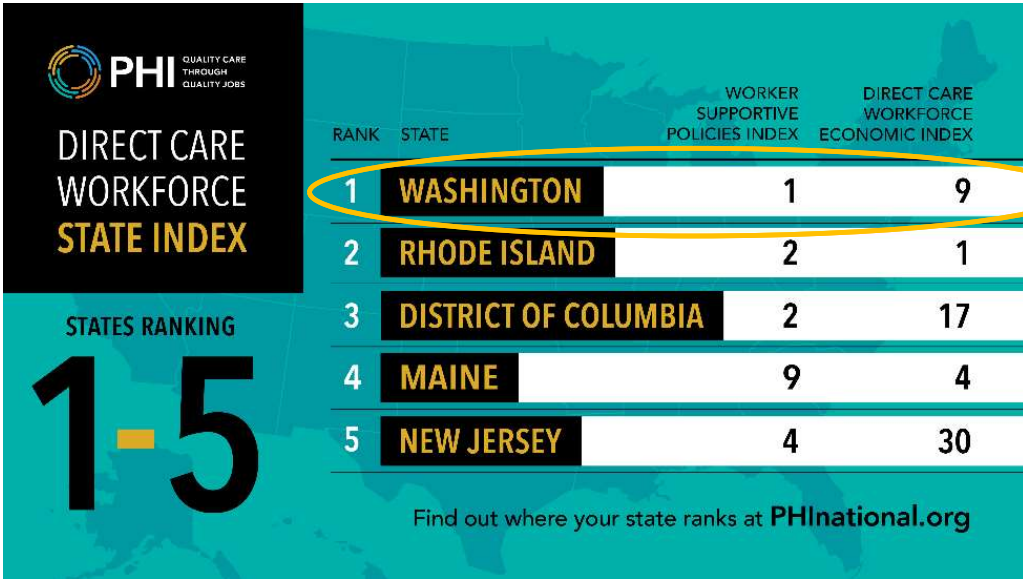 PHI QUALITY CARE
THROUGH
QUALITY JOBS
DIRECT CARE
WORKFORCE
STATE INDEX
STATES RANKING
1-5
RANK STATE WORKER SUPPORTIVE POLICIES INDEX DIRECT CARE WORKFORCE ECONOMIC INDEX
1 WASHINGTON 1 9
2 RHODE ISLAND 2 1
3 DISTRICT OF COLUMBIA 2 17
4 MAINE 9 4
5 NEW JERSEY 4 30
Find out where your state ranks at PHInational.org